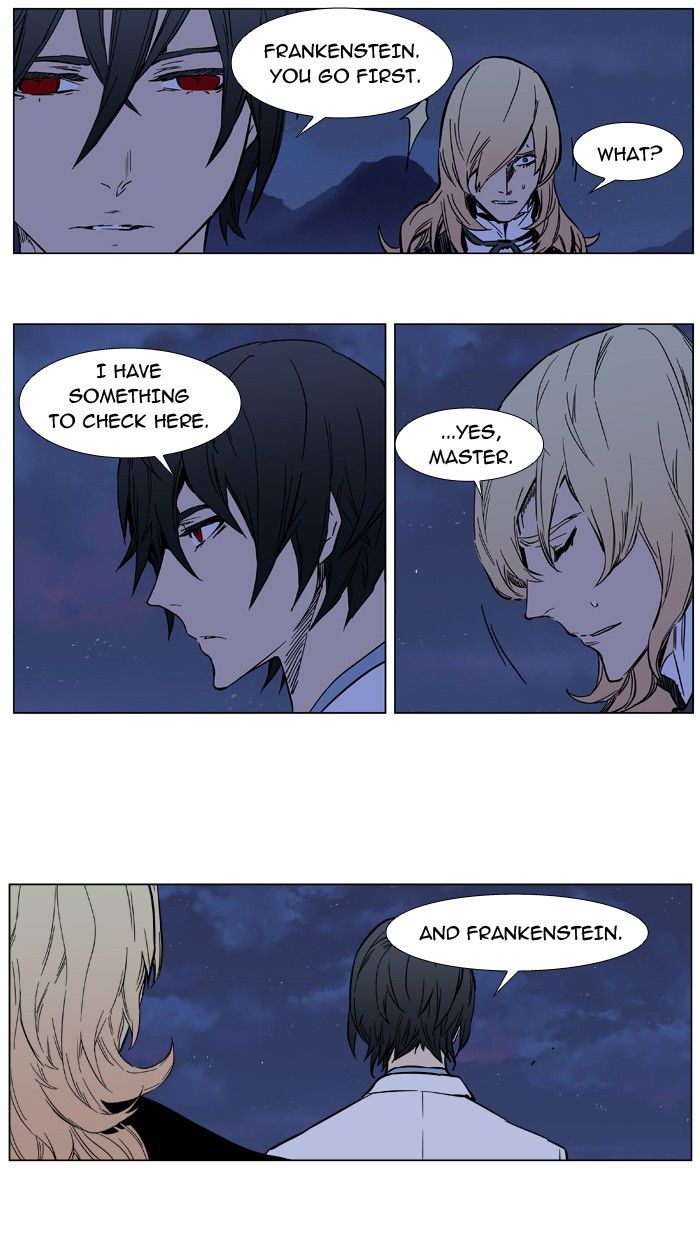 FRANKENSTEIN.
YOU GO FIRST.
WHAT?
I HAVE
SOMETHING
TO CHECK HERE.
...YES,
MASTER.
AND FRANKENSTEIN.